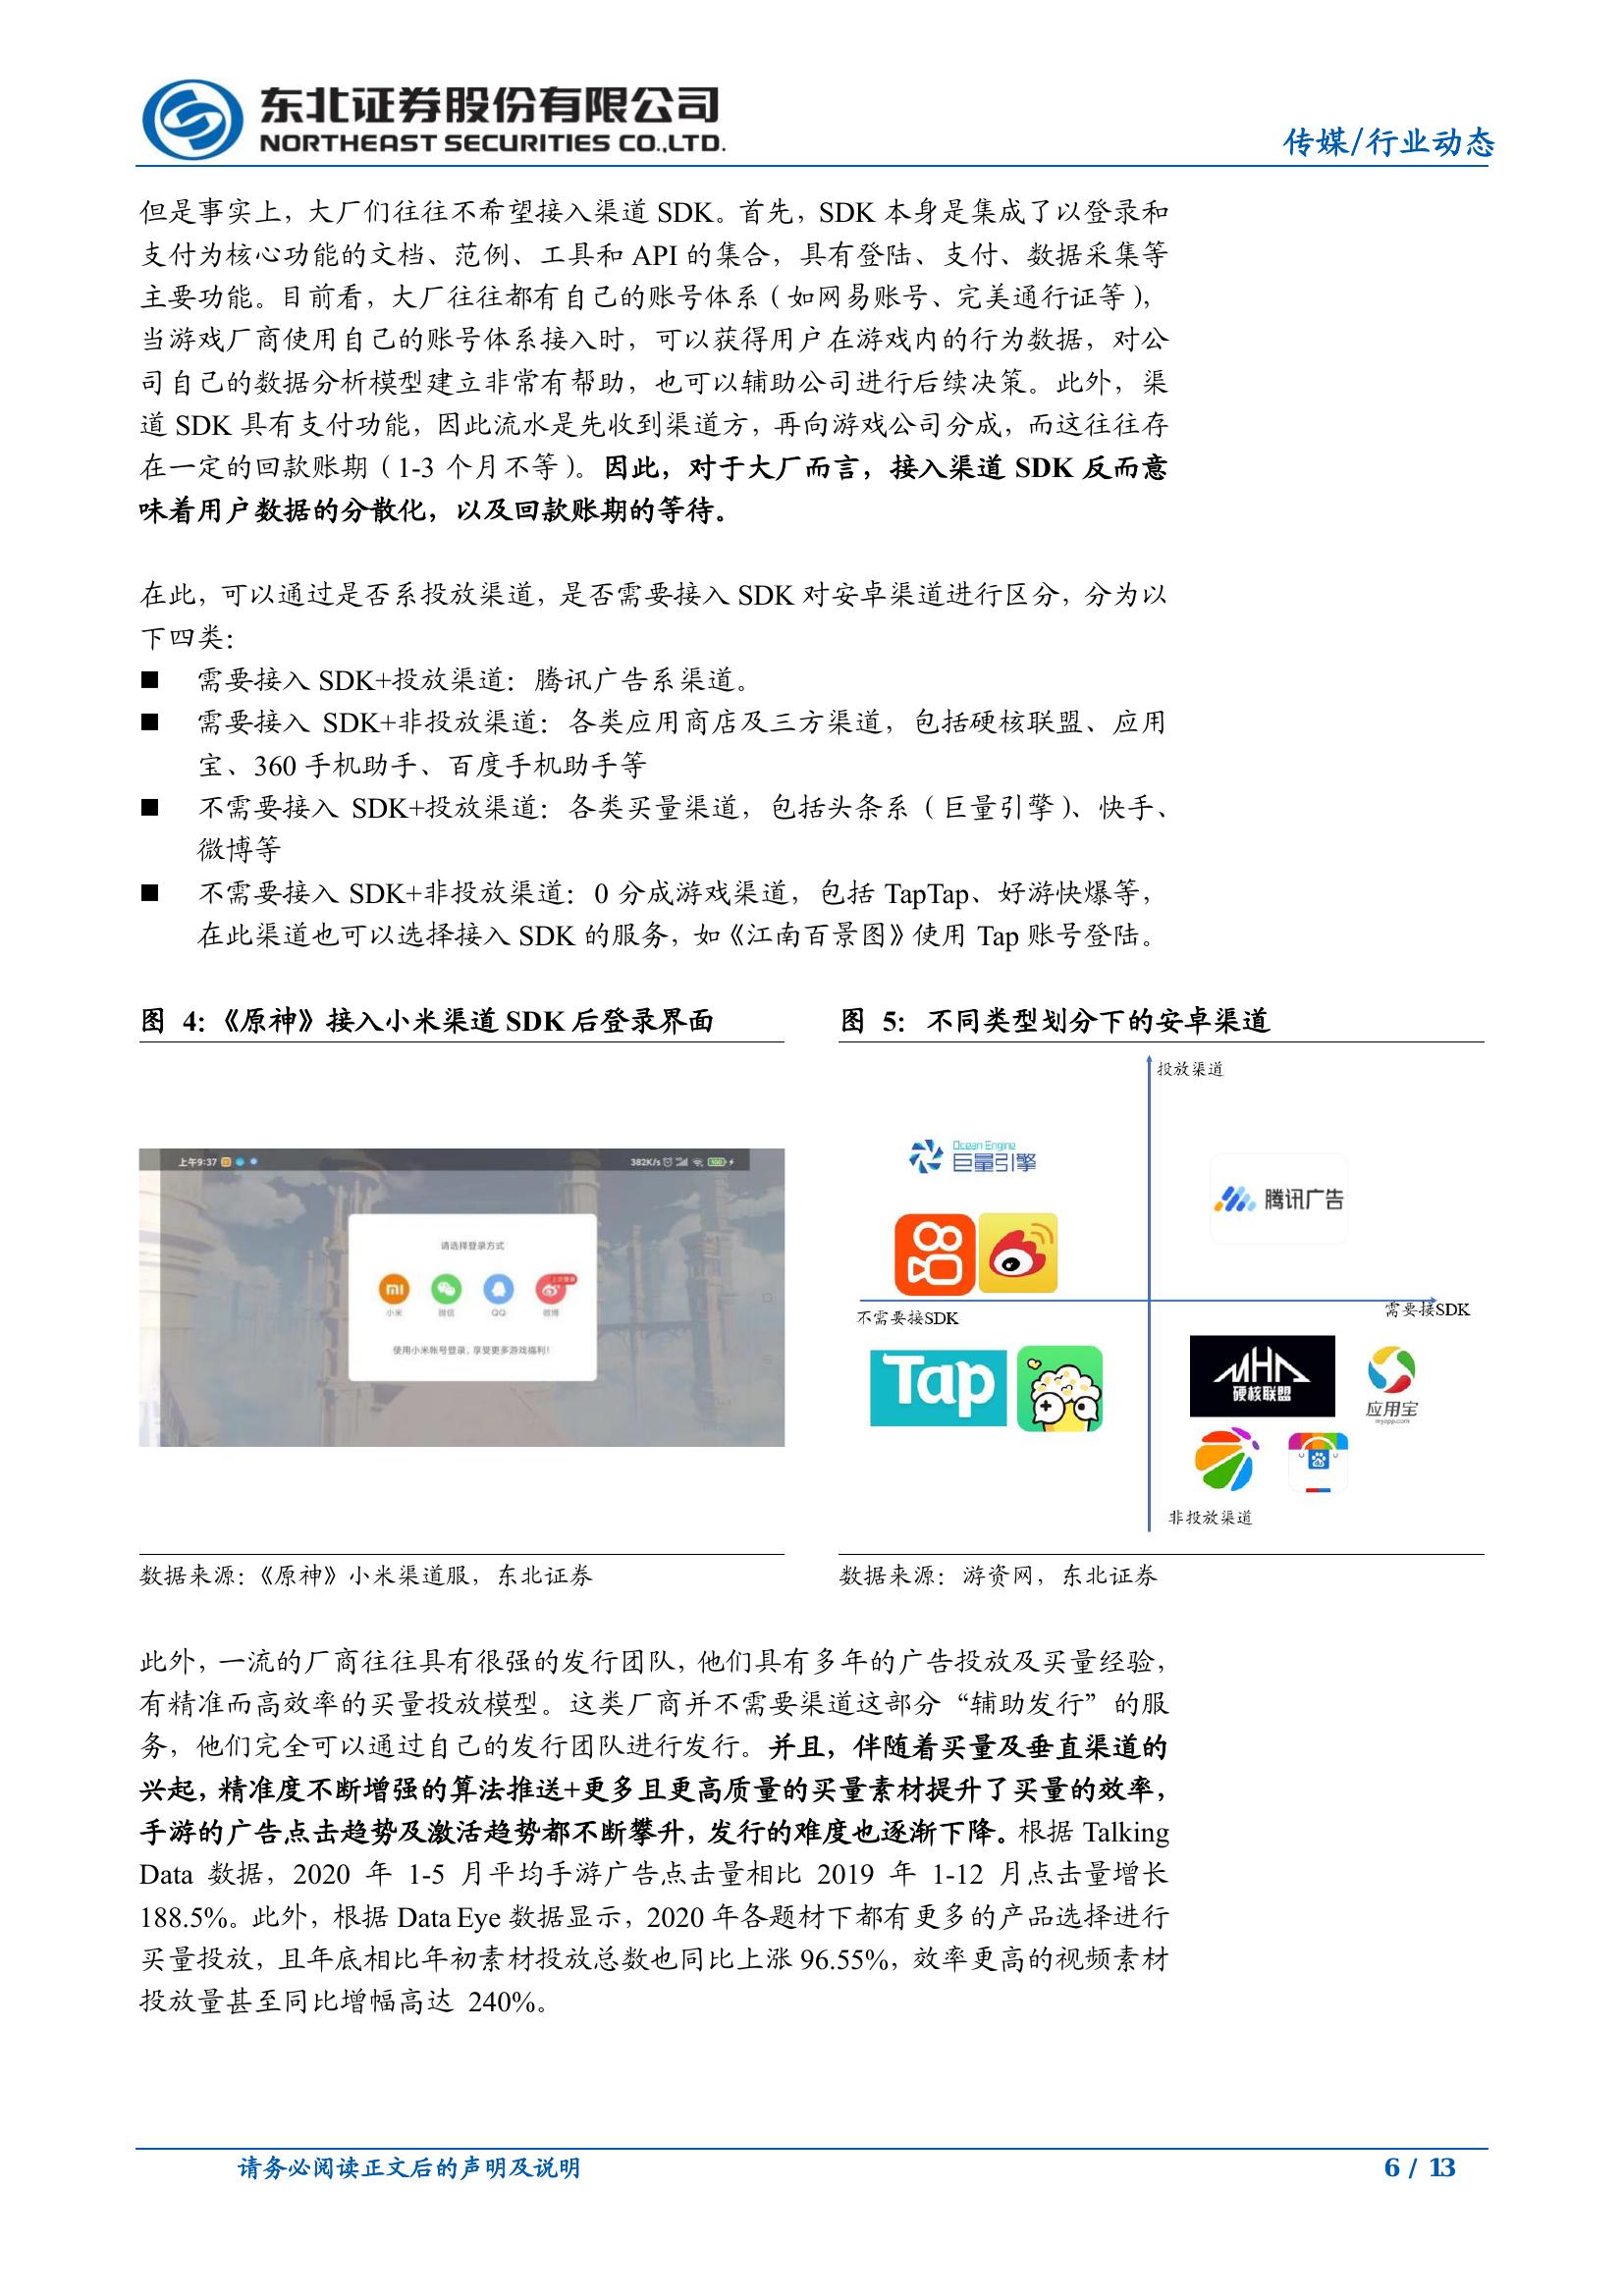 东北证券股份有限公司
NORTHEAST SECURITIES CO.,LTD.
传媒/行业动态
但是事实上，大厂们往往不希望接入渠道 SDK。首先，SDK 本身是集成了以登录和
支付为核心功能的文档、范例、工具和 API 的集合，具有登陆、支付、数据采集等
主要功能。目前看，大厂往往都有自己的账号体系（如网易账号、完美通行证等），
当游戏厂商使用自己的账号体系接入时，可以获得用户在游戏内的行为数据，对公
司自己的数据分析模型建立非常有帮助，也可以辅助公司进行后续决策。此外，渠
道 SDK 具有支付功能，因此流水是先收到渠道方，再向游戏公司分成，而这往往存
在一定的回款账期（1-3 个月不等）。因此，对于大厂而言，接入渠道 SDK 反而意
味着用户数据的分散化，以及回款账期的等待。
在此，可以通过是否系投放渠道，是否需要接入 SDK 对安卓渠道进行区分，分为以
下四类：
■ 需要接入 SDK+投放渠道：腾讯广告系渠道。
■ 需要接入 SDK+非投放渠道：各类应用商店及三方渠道，包括硬核联盟、应用
宝、360 手机助手、百度手机助手等
■ 不需要接入 SDK+投放渠道：各类买量渠道，包括头条系（巨量引擎）、快手、
微博等
■ 不需要接入 SDK+非投放渠道：0 分成游戏渠道，包括 TapTap、好游快爆等，
在此渠道也可以选择接入 SDK 的服务，如《江南百景图》使用 Tap 账号登陆。
图 4:《原神》接入小米渠道 SDK 后登录界面
上午9:37
382K/s
100
请选择登录方式
上次登录
小米
微信
QQ
微博
使用小米帐号登录，享受更多游戏福利！
数据来源：《原神》小米渠道服，东北证券
图 5: 不同类型划分下的安卓渠道
投放渠道
Ocean Engine
巨量引擎
腾讯广告
不需要接SDK
需要接SDK
Tap
MHA
硬核联盟
应用宝
myapp.com
非投放渠道
数据来源：游资网，东北证券
此外，一流的厂商往往具有很强的发行团队，他们具有多年的广告投放及买量经验，
有精准而高效率的买量投放模型。这类厂商并不需要渠道这部分“辅助发行”的服
务，他们完全可以通过自己的发行团队进行发行。并且，伴随着买量及垂直渠道的
兴起，精准度不断增强的算法推送+更多且更高质量的买量素材提升了买量的效率，
手游的广告点击趋势及激活趋势都不断攀升，发行的难度也逐渐下降。根据 Talking
Data 数据，2020 年 1-5 月平均手游广告点击量相比 2019 年 1-12 月点击量增长
188.5%。此外，根据 Data Eye 数据显示，2020 年各题材下都有更多的产品选择进行
买量投放，且年底相比年初素材投放总数也同比上涨 96.55%，效率更高的视频素材
投放量甚至同比增幅高达 240%。
请务必阅读正文后的声明及说明
6 / 13